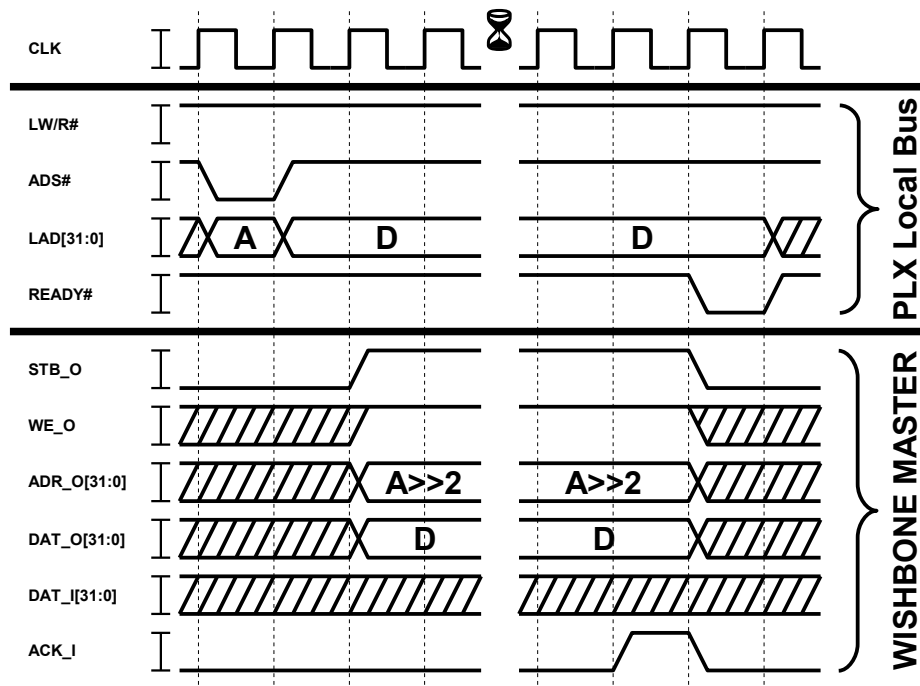 CLK
LW/R#
ADS#
LAD[31:0] A D D
READY#
PLX Local Bus
STB_O
WE_O
ADR_O[31:0] A>>2 A>>2
DAT_O[31:0] D D
DAT_I[31:0]
ACK_I
WISHBONE MASTER